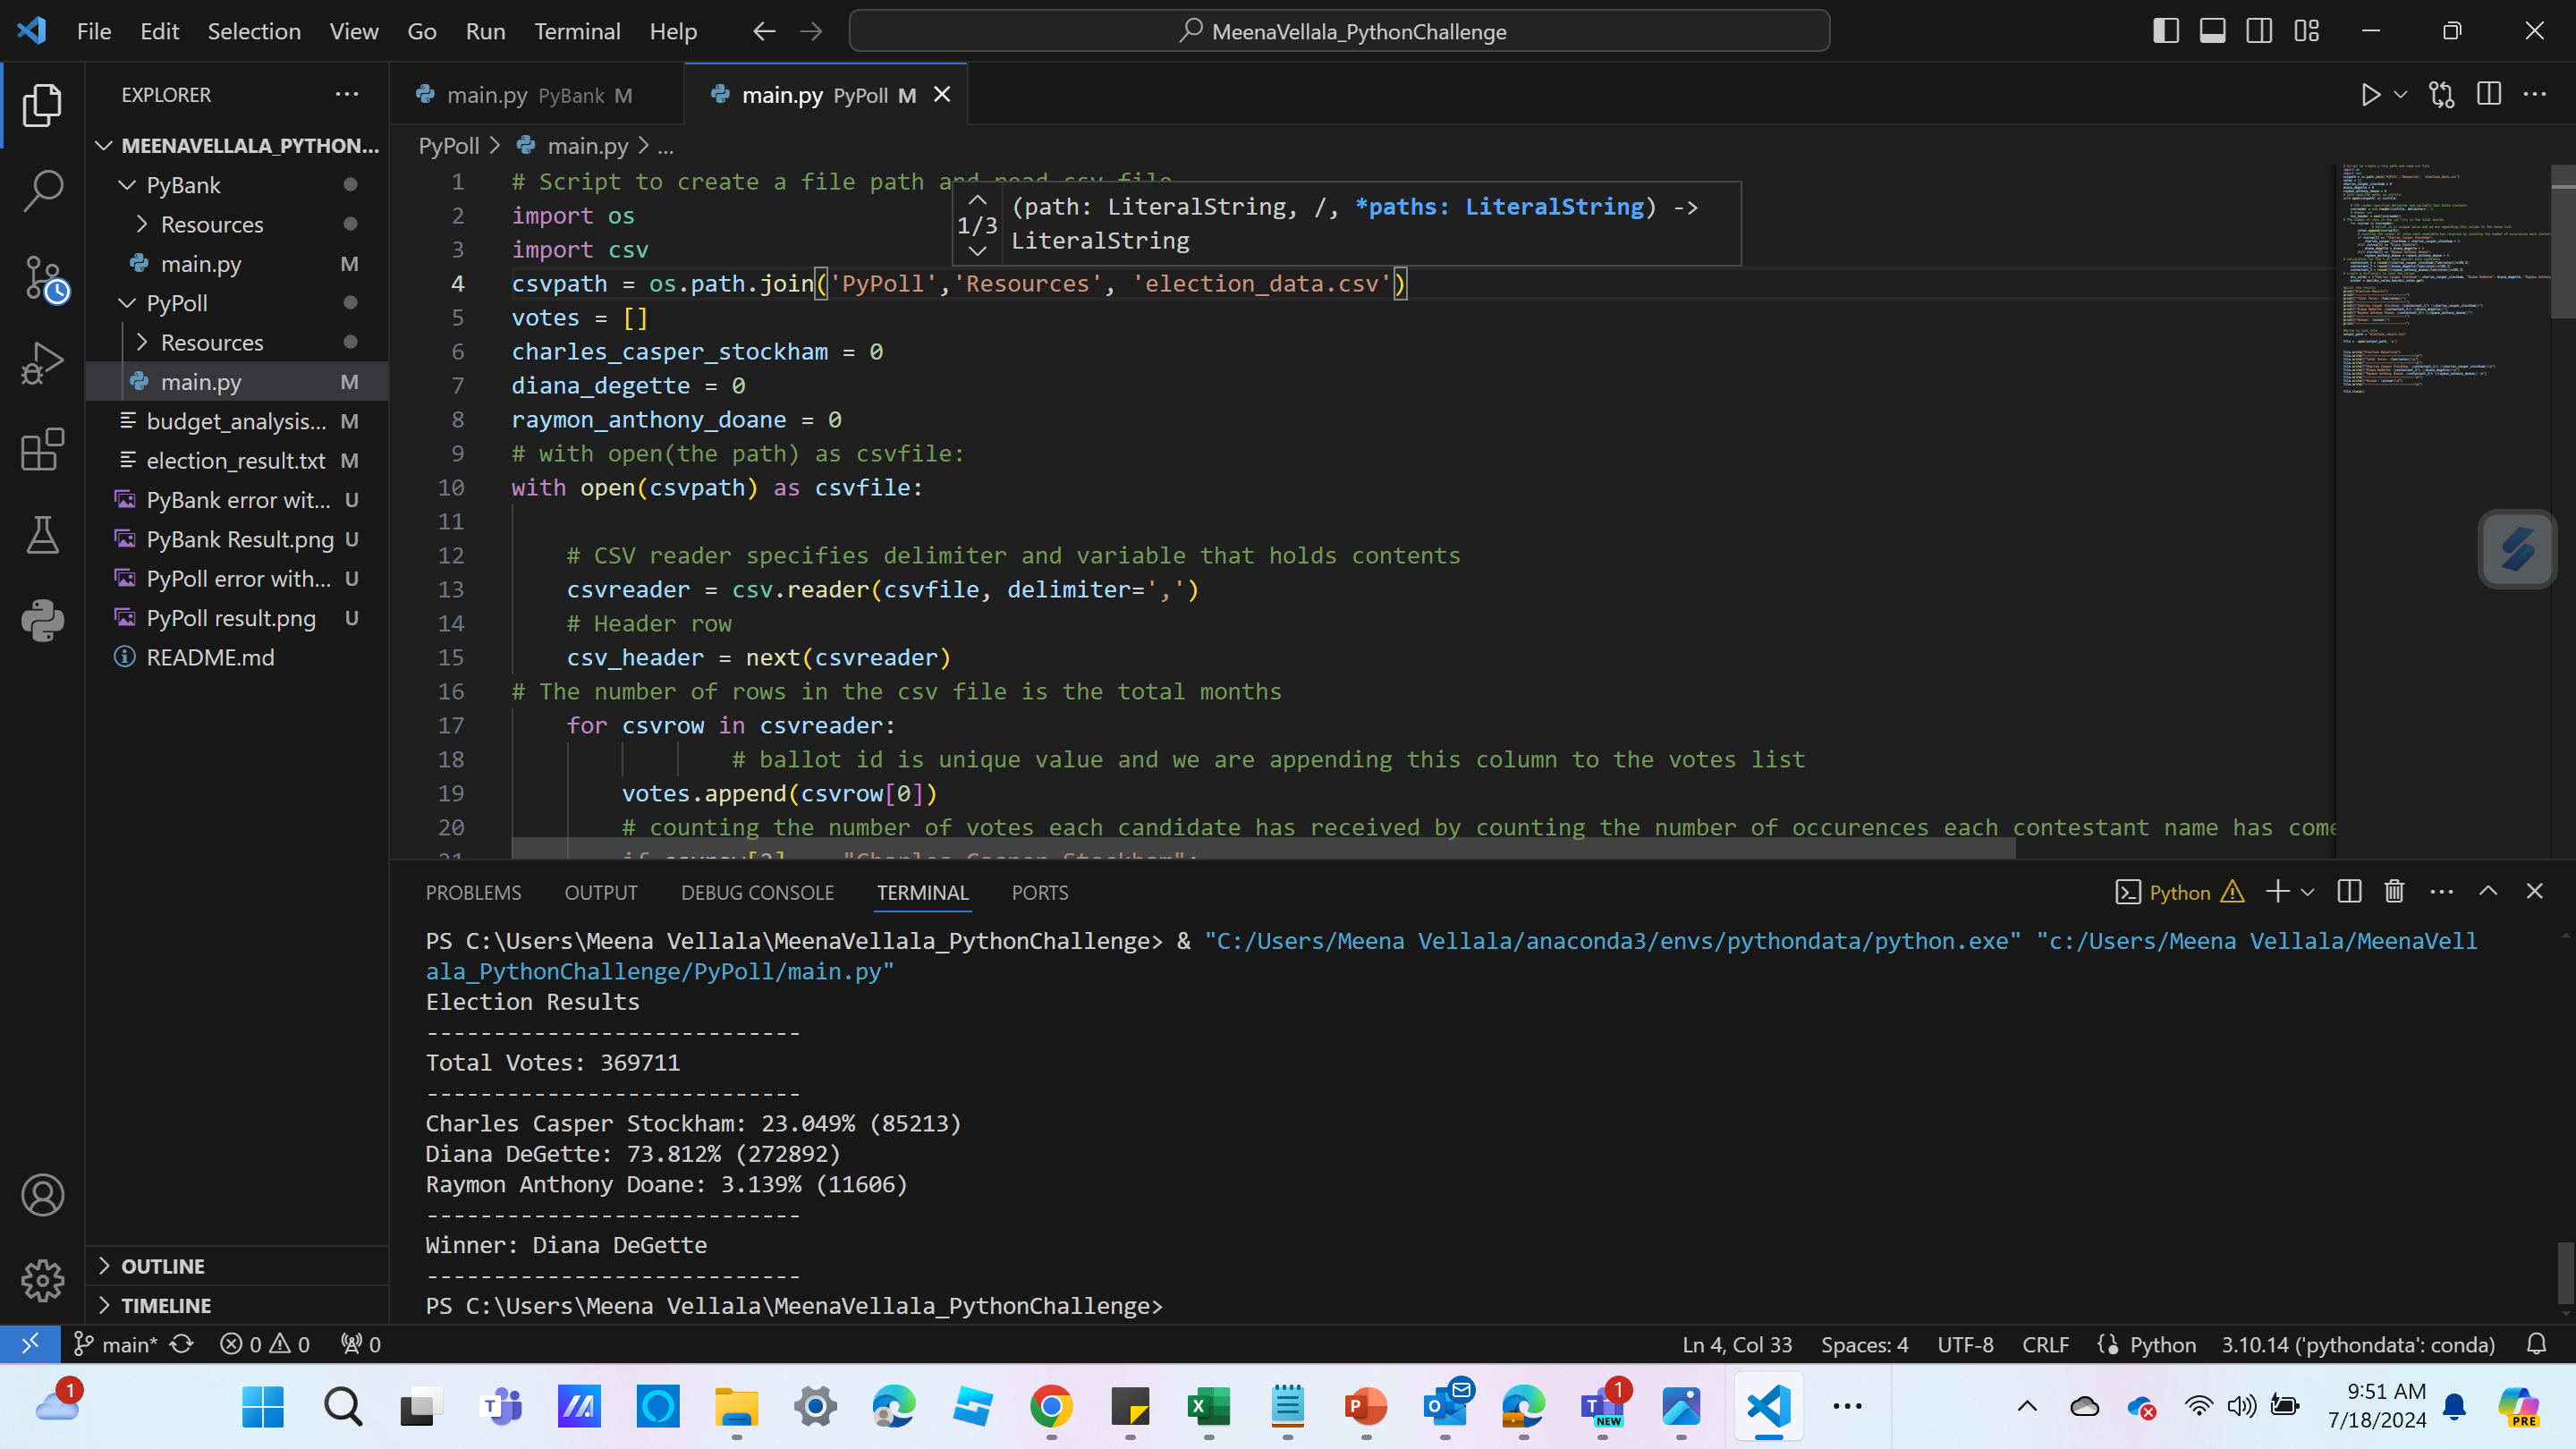 File Edit Selection View Go Run Terminal Help
MeenaVellala_PythonChallenge
EXPLORER
MEENAVELLALA_PYTHON...
PyBank
Resources
main.py M
PyPoll
Resources
main.py M
budget_analysis... M
election_result.txt M
PyBank error wit... U
PyBank Result.png U
PyPoll error with... U
PyPoll result.png U
README.md
OUTLINE
TIMELINE
main.py PyBank M
main.py PyPoll M
PyPoll > main.py > ...
1 # Script to create a file path and read csv file
2 import os
3 import csv
1/3 (path: LiteralString, /, *paths: LiteralString) ->
LiteralString
4 csvpath = os.path.join('PyPoll','Resources', 'election_data.csv')
5 votes = []
6 charles_casper_stockham = 0
7 diana_degette = 0
8 raymon_anthony_doane = 0
9 # with open(the path) as csvfile:
10 with open(csvpath) as csvfile:
11
12 # CSV reader specifies delimiter and variable that holds contents
13 csvreader = csv.reader(csvfile, delimiter=',')
14 # Header row
15 csv_header = next(csvreader)
16 # The number of rows in the csv file is the total months
17 for csvrow in csvreader:
18 # ballot id is unique value and we are appending this column to the votes list
19 votes.append(csvrow[0])
20 # counting the number of votes each candidate has received by counting the number of occurences each contestant name has come
21 if csvrow[2] == "Charles Casper Stockham":
PROBLEMS OUTPUT DEBUG CONSOLE TERMINAL PORTS
Python
PS C:\Users\Meena Vellala\MeenaVellala_PythonChallenge> & "C:/Users/Meena Vellala/anaconda3/envs/pythondata/python.exe" "c:/Users/Meena Vellala/MeenaVell
ala_PythonChallenge/PyPoll/main.py"
Election Results
----------------------------
Total Votes: 369711
----------------------------
Charles Casper Stockham: 23.049% (85213)
Diana DeGette: 73.812% (272892)
Raymon Anthony Doane: 3.139% (11606)
----------------------------
Winner: Diana DeGette
----------------------------
PS C:\Users\Meena Vellala\MeenaVellala_PythonChallenge>
main* 0 0 0
Ln 4, Col 33 Spaces: 4 UTF-8 CRLF Python 3.10.14 ('pythondata': conda)
1
1
NEW
9:51 AM
7/18/2024
PRE